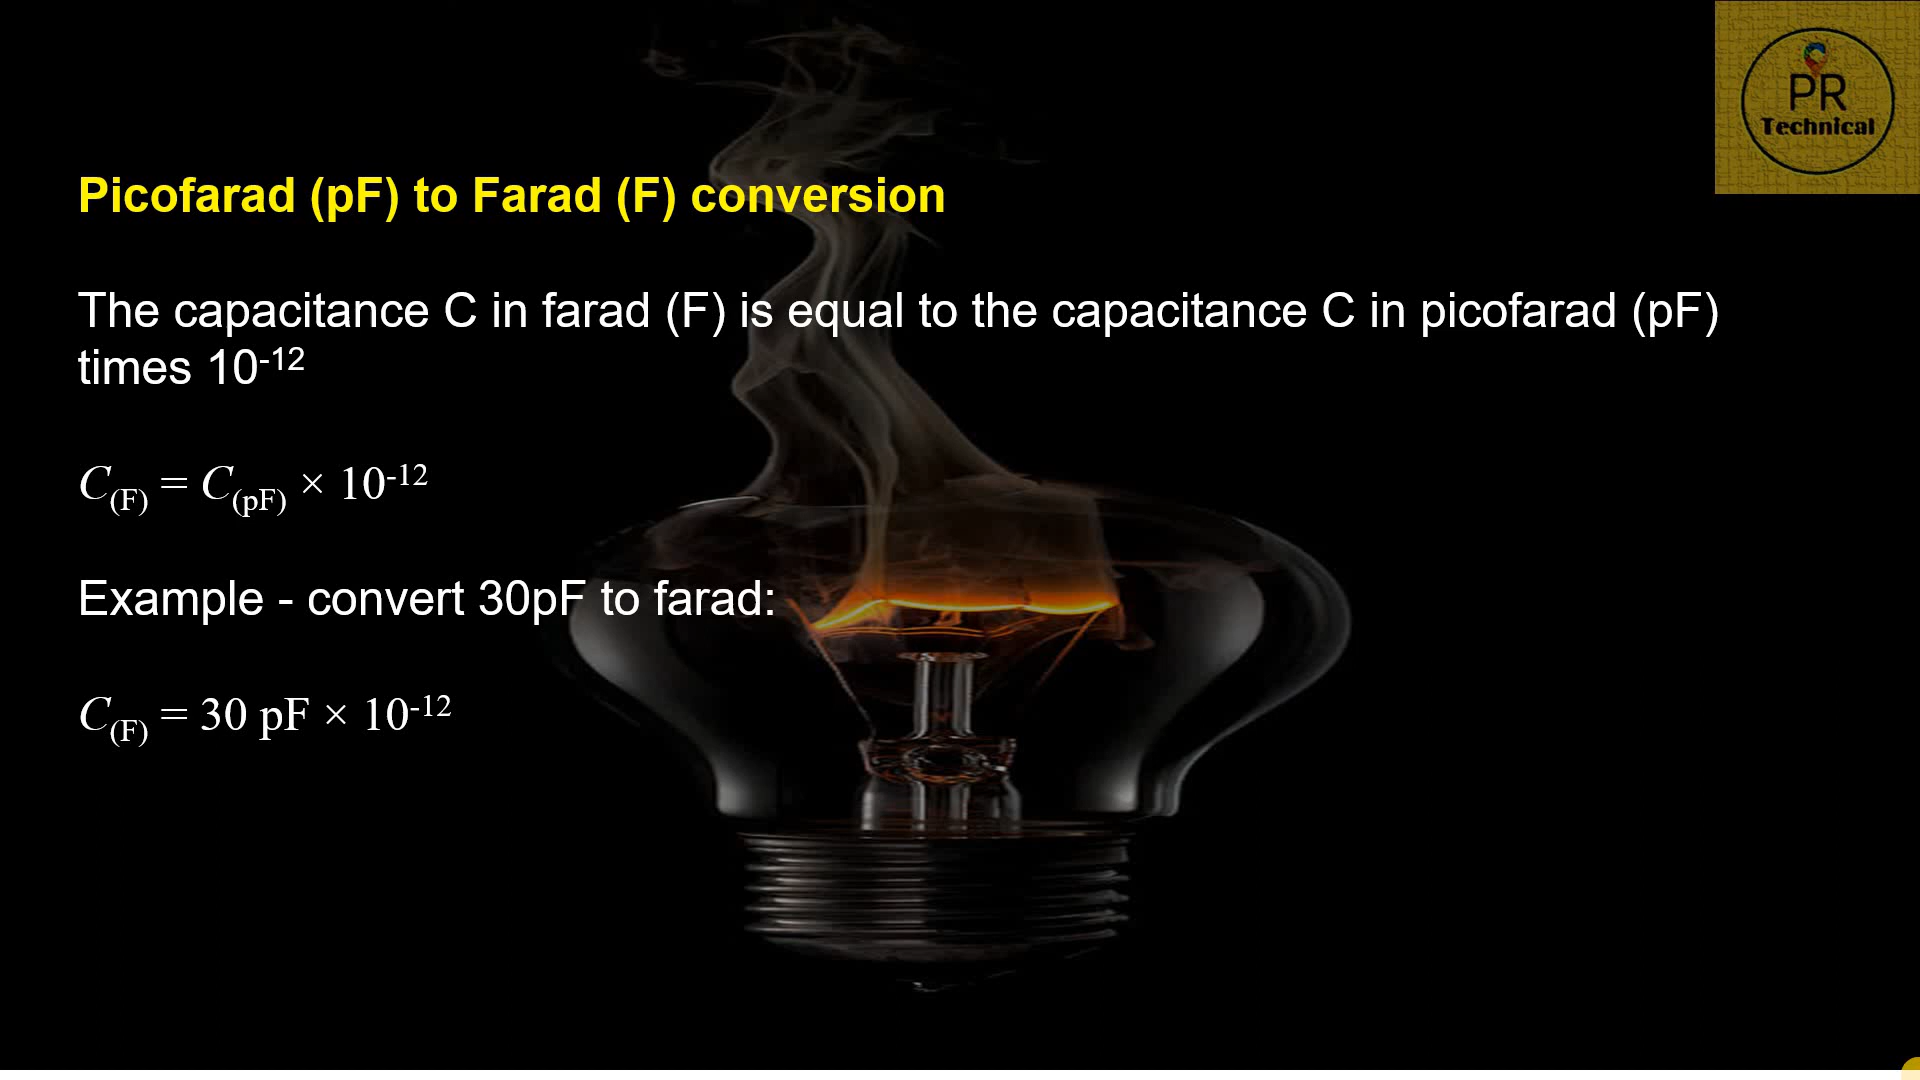 PR
Technical
Picofarad (pF) to Farad (F) conversion
The capacitance C in farad (F) is equal to the capacitance C in picofarad (pF)
times 10⁻¹²
C(F) = C(pF) × 10⁻¹²
Example - convert 30pF to farad:
C(F) = 30 pF × 10⁻¹²